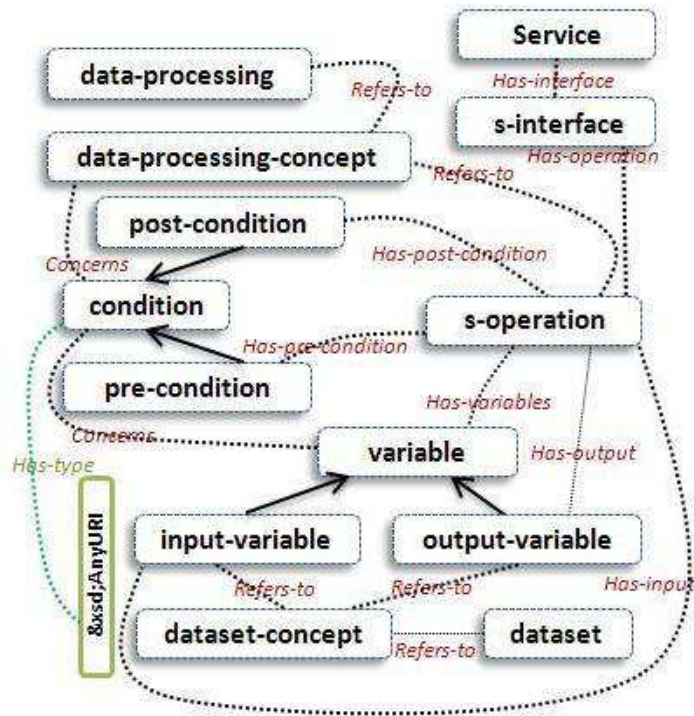 Service
data-processing
Refers-to
Has-interface
s-interface
Has-operation
data-processing-concept
Refers-to
post-condition
Has-post-condition
Concerns
condition
s-operation
Has-pre-condition
pre-condition
Has-variables
Concerns
variable
Has-output
Has-type
&xsd;AnyURI
input-variable
output-variable
Refers-to
Refers-to
Has-input
dataset-concept
dataset
Refers-to